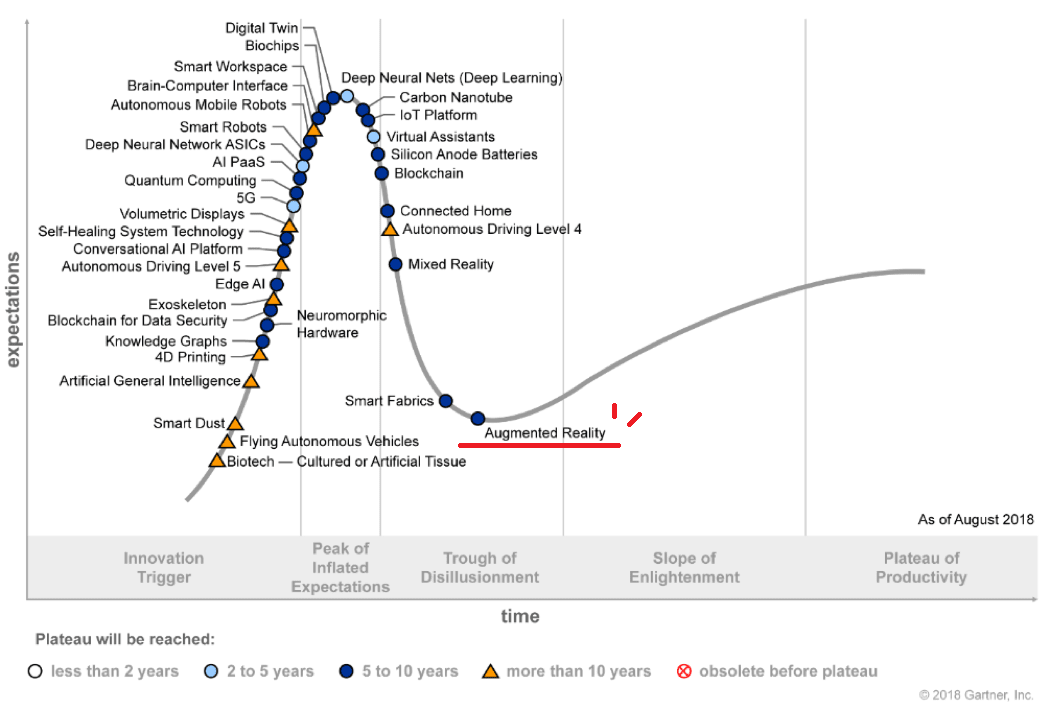 Digital Twin
Biochips
Smart Workspace
Brain-Computer Interface
Autonomous Mobile Robots
Smart Robots
Deep Neural Network ASICs
AI PaaS
Quantum Computing
5G
Volumetric Displays
Self-Healing System Technology
Conversational AI Platform
Autonomous Driving Level 5
Edge AI
Exoskeleton
Blockchain for Data Security
Neuromorphic
Hardware
Knowledge Graphs
4D Printing
Artificial General Intelligence
Smart Dust
Flying Autonomous Vehicles
Biotech — Cultured or Artificial Tissue
Deep Neural Nets (Deep Learning)
Carbon Nanotube
IoT Platform
Virtual Assistants
Silicon Anode Batteries
Blockchain
Connected Home
Autonomous Driving Level 4
Mixed Reality
Smart Fabrics
Augmented Reality
expectations
As of August 2018
Innovation
Trigger
Peak of
Inflated
Expectations
Trough of
Disillusionment
Slope of
Enlightenment
Plateau of
Productivity
time
Plateau will be reached:
less than 2 years
2 to 5 years
5 to 10 years
more than 10 years
obsolete before plateau
© 2018 Gartner, Inc.